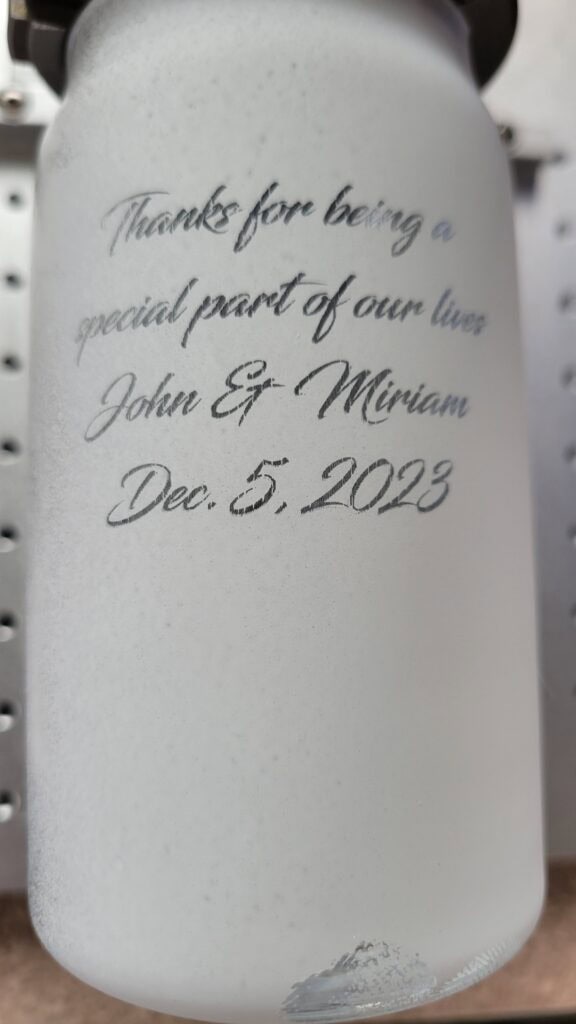 Thanks for being a
special part of our lives
John & Miriam
Dec. 5, 2023